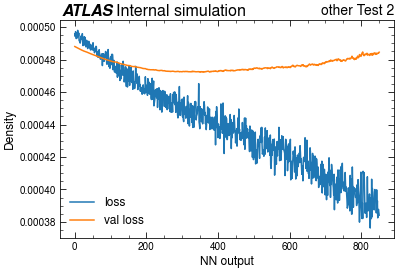 ATLAS Internal simulation other Test 2
0.00050
0.00048
0.00046
0.00044
0.00042
0.00040
0.00038
Density
loss
val loss
0 200 400 600 800
NN output